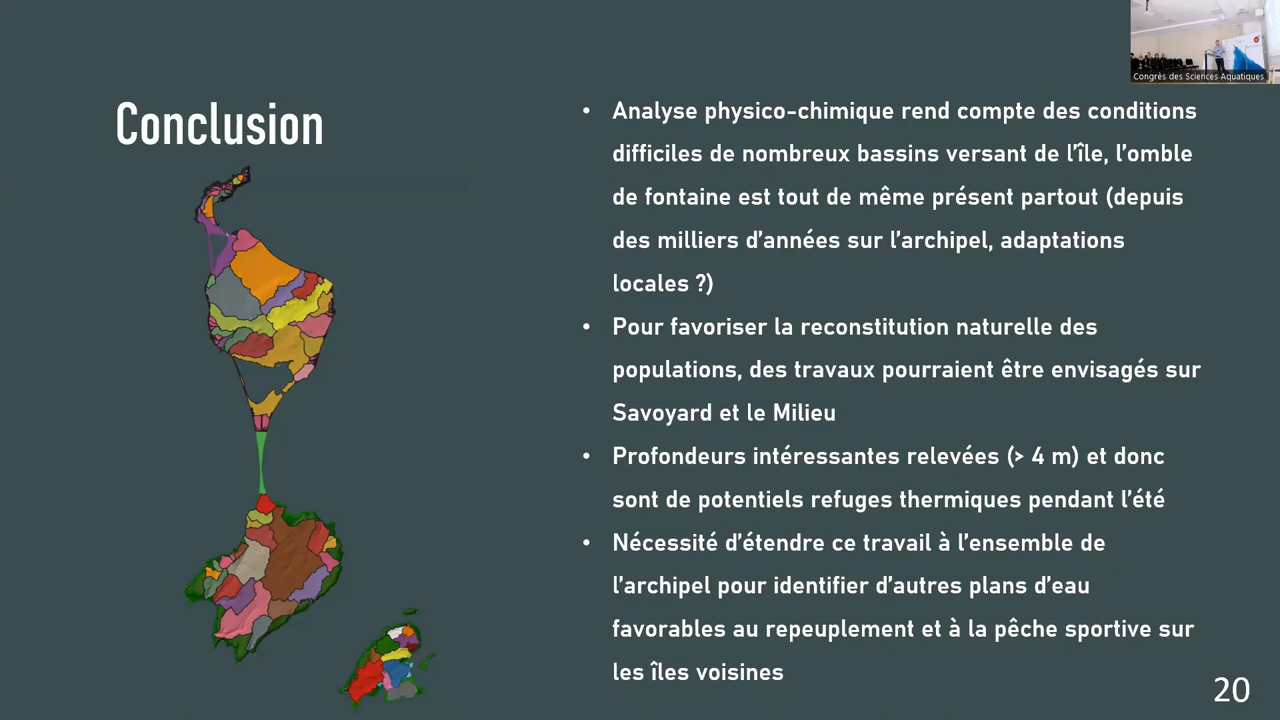 Congrès des Sciences Aquatiques
Conclusion
• Analyse physico-chimique rend compte des conditions
difficiles de nombreux bassins versant de l’île, l’omble
de fontaine est tout de même présent partout (depuis
des milliers d’années sur l’archipel, adaptations
locales ?)
• Pour favoriser la reconstitution naturelle des
populations, des travaux pourraient être envisagés sur
Savoyard et le Milieu
• Profondeurs intéressantes relevées (> 4 m) et donc
sont de potentiels refuges thermiques pendant l’été
• Nécessité d’étendre ce travail à l’ensemble de
l’archipel pour identifier d’autres plans d’eau
favorables au repeuplement et à la pêche sportive sur
les îles voisines
20